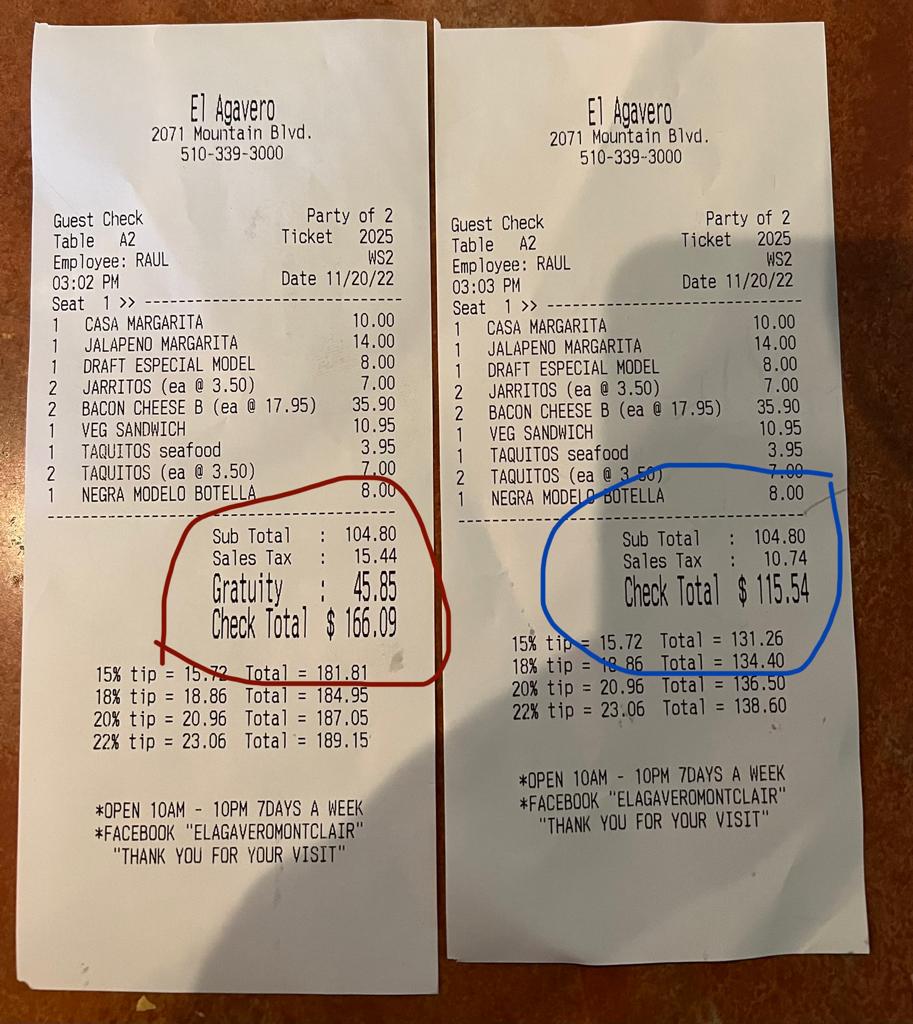 El Agavero
2071 Mountain Blvd.
510-339-3000
Guest Check Party of 2
Table A2 Ticket 2025
Employee: RAUL WS2
03:02 PM Date 11/20/22
Seat 1 >> ------------------------------
1 CASA MARGARITA 10.00
1 JALAPENO MARGARITA 14.00
1 DRAFT ESPECIAL MODEL 8.00
2 JARRITOS (ea @ 3.50) 7.00
2 BACON CHEESE B (ea @ 17.95) 35.90
1 VEG SANDWICH 10.95
1 TAQUITOS seafood 3.95
2 TAQUITOS (ea @ 3.50) 7.00
1 NEGRA MODELO BOTELLA 8.00
Sub Total : 104.80
Sales Tax : 15.44
Gratuity : 45.85
Check Total $ 166.09
15% tip = 15.72 Total = 181.81
18% tip = 18.86 Total = 184.95
20% tip = 20.96 Total = 187.05
22% tip = 23.06 Total = 189.15
*OPEN 10AM - 10PM 7DAYS A WEEK
*FACEBOOK "ELAGAVEROMONTCLAIR"
"THANK YOU FOR YOUR VISIT"
El Agavero
2071 Mountain Blvd.
510-339-3000
Guest Check Party of 2
Table A2 Ticket 2025
Employee: RAUL WS2
03:03 PM Date 11/20/22
Seat 1 >> ------------------------------
1 CASA MARGARITA 10.00
1 JALAPENO MARGARITA 14.00
1 DRAFT ESPECIAL MODEL 8.00
2 JARRITOS (ea @ 3.50) 7.00
2 BACON CHEESE B (ea @ 17.95) 35.90
1 VEG SANDWICH 10.95
1 TAQUITOS seafood 3.95
2 TAQUITOS (ea @ 3.50) 7.00
1 NEGRA MODELO BOTELLA 8.00
Sub Total : 104.80
Sales Tax : 10.74
Check Total $ 115.54
15% tip = 15.72 Total = 131.26
18% tip = 18.86 Total = 134.40
20% tip = 20.96 Total = 136.50
22% tip = 23.06 Total = 138.60
*OPEN 10AM - 10PM 7DAYS A WEEK
*FACEBOOK "ELAGAVEROMONTCLAIR"
"THANK YOU FOR YOUR VISIT"